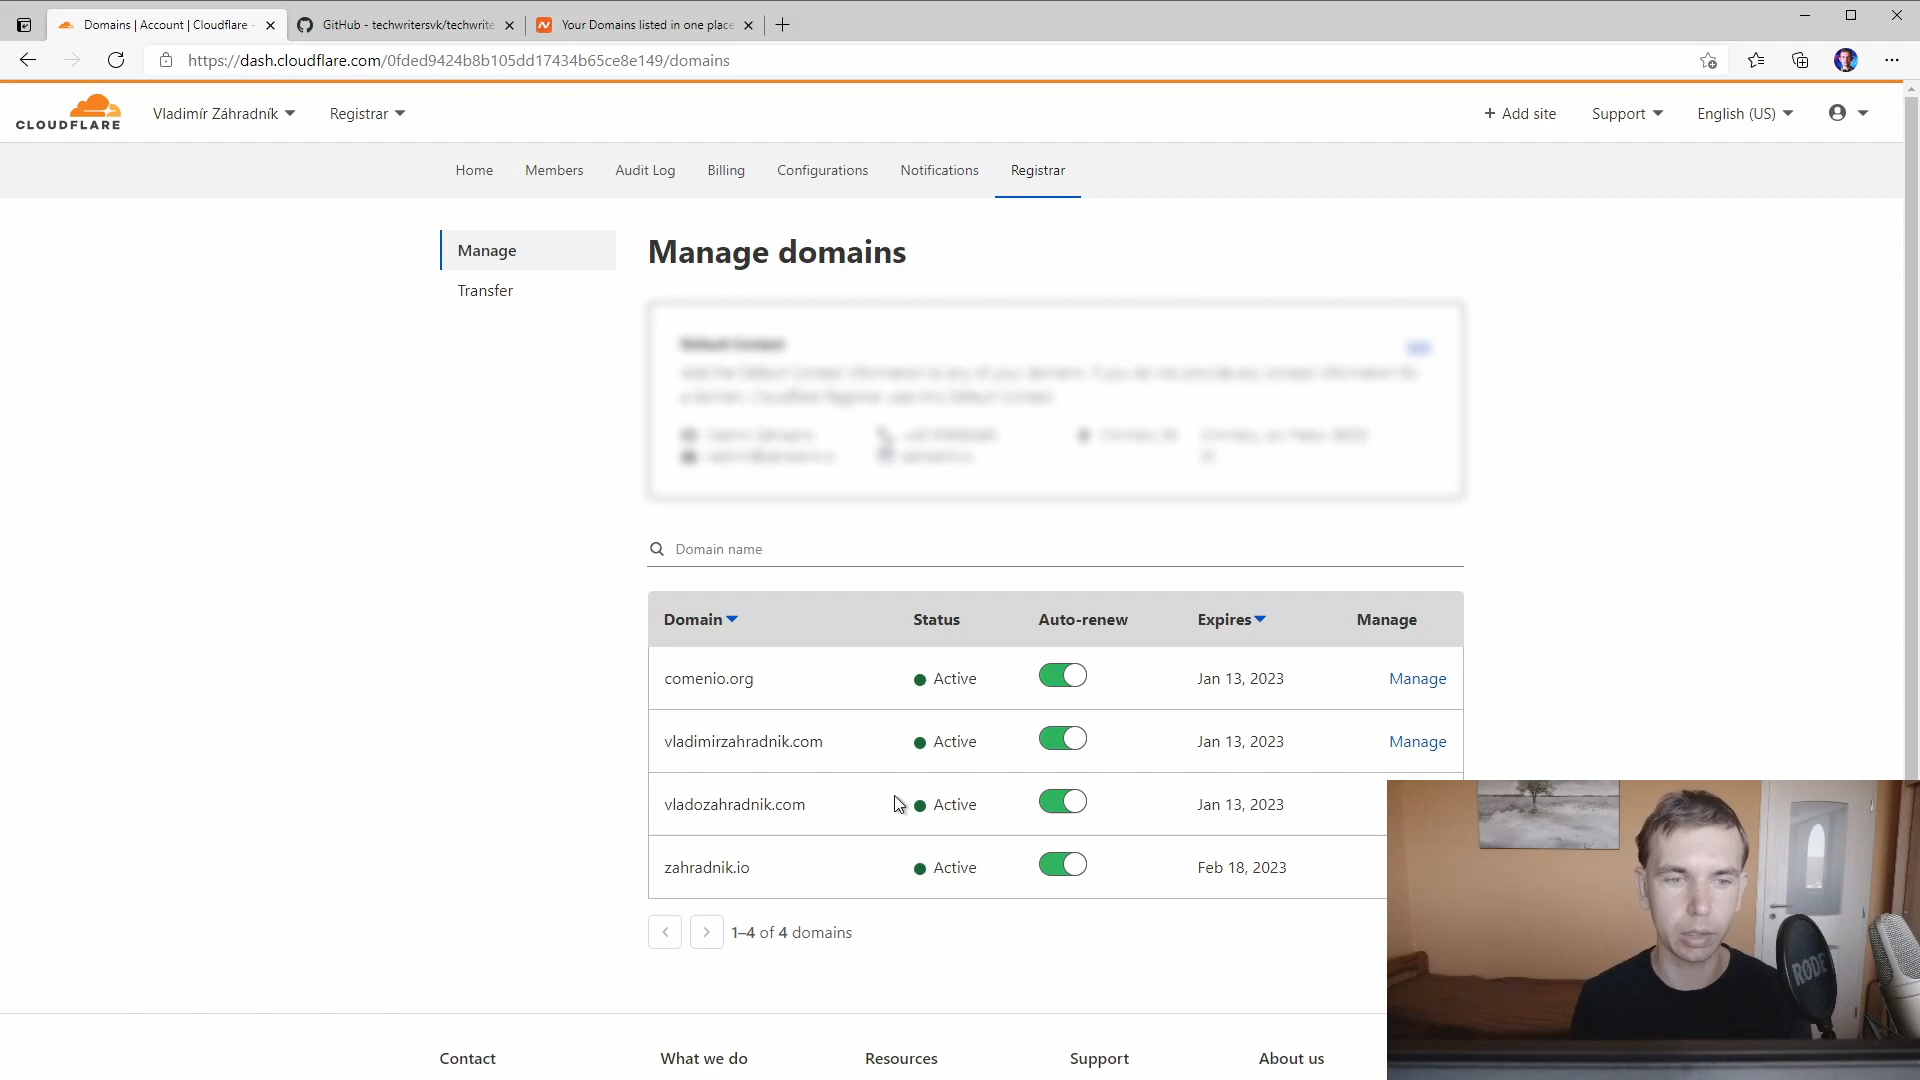 Domains | Account | Cloudflare -
GitHub - techwritersvk/techwrite
Your Domains listed in one place
https://dash.cloudflare.com/0fded9424b8b105dd17434b65ce8e149/domains
CLOUDFLARE
Vladimír Záhradník
Registrar
+ Add site
Support
English (US)
Home
Members
Audit Log
Billing
Configurations
Notifications
Registrar
Manage
Transfer
Manage domains
Default Contact
Domain name
Domain Status Auto-renew Expires Manage
comenio.org Active Jan 13, 2023 Manage
vladimirzahradnik.com Active Jan 13, 2023 Manage
vladozahradnik.com Active Jan 13, 2023
zahradnik.io Active Feb 18, 2023
1–4 of 4 domains
Contact
What we do
Resources
Support
About us
RØDE